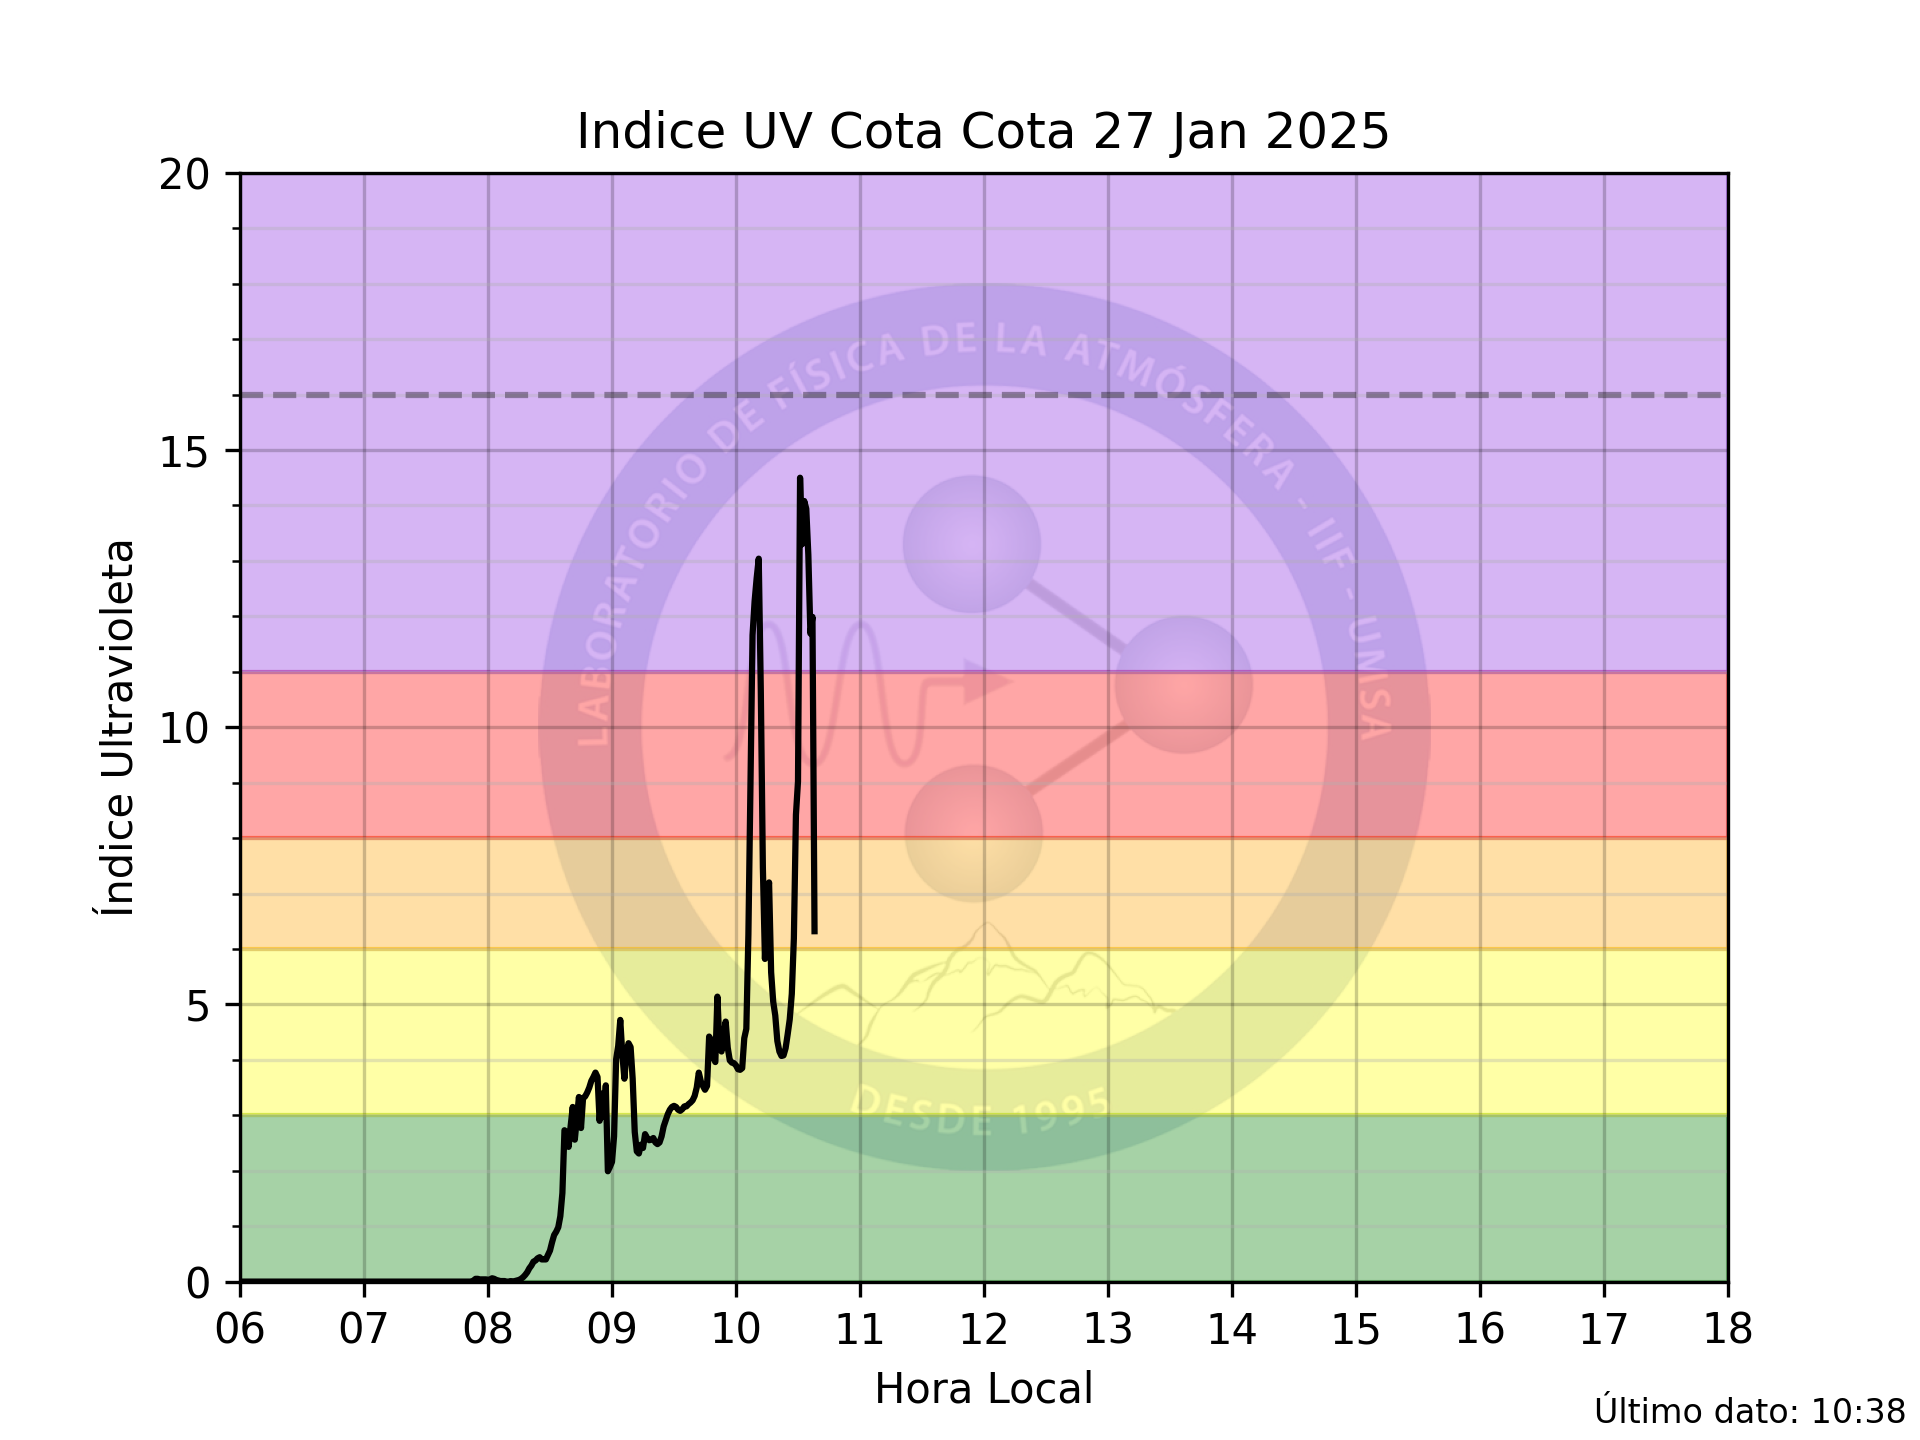 Indice UV Cota Cota 27 Jan 2025
20
15
10
5
0
Índice Ultravioleta
LABORATORIO DE FÍSICA DE LA ATMÓSFERA - IIF - UMSA
DESDE 1995
06 07 08 09 10 11 12 13 14 15 16 17 18
Hora Local
Último dato: 10:38